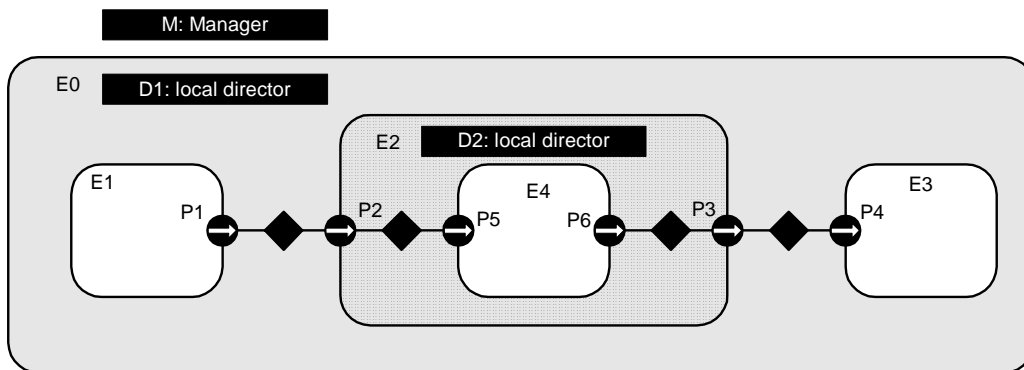 M: Manager
E0
D1: local director
E2
D2: local director
E1
E4
E3
P1
P2
P5
P6
P3
P4